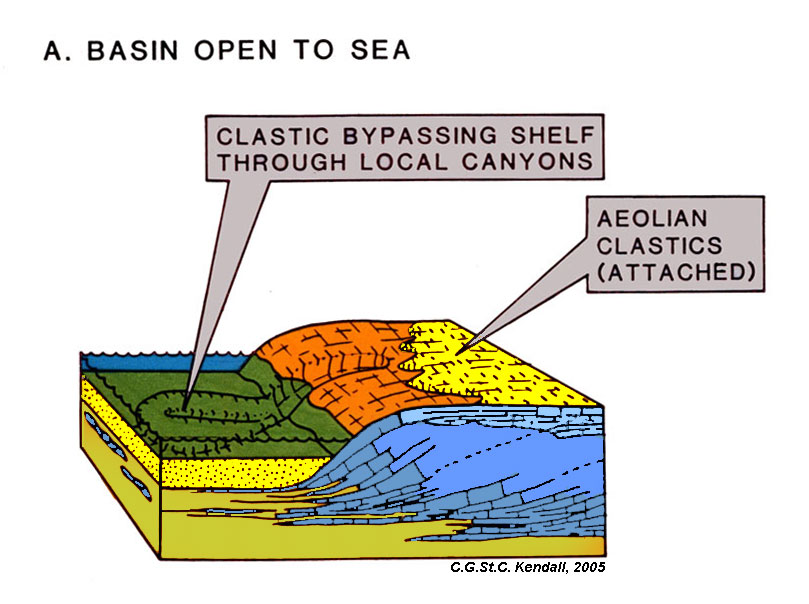 A. BASIN OPEN TO SEA
CLASTIC BYPASSING SHELF
THROUGH LOCAL CANYONS
AEOLIAN
CLASTICS
(ATTACHED)
C.G.St.C. Kendall, 2005